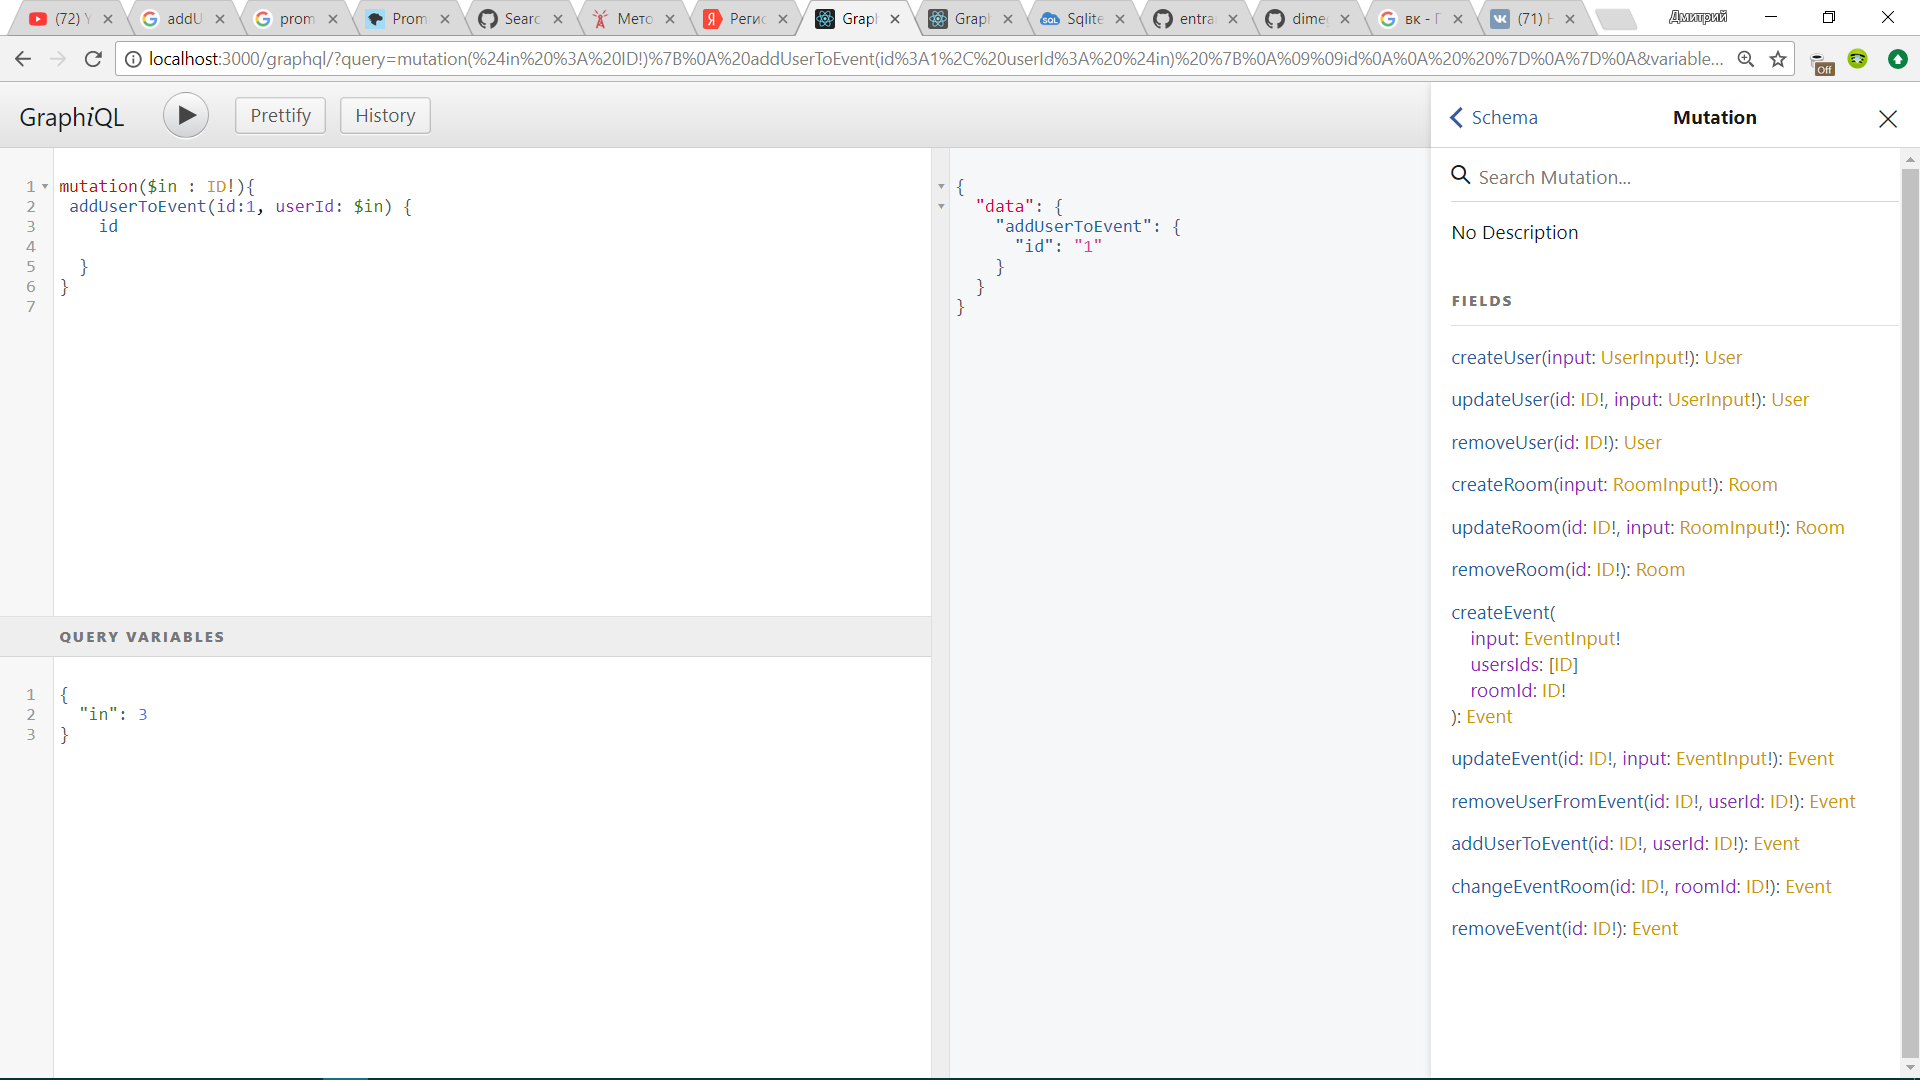 (72) Y
addU
prom
Prom
Searc
Мето
Регис
Graph
Graph
Sqlite
entra
dimec
вк - П
(71) Н
Дмитрий
localhost:3000/graphql/?query=mutation(%24in%20%3A%20ID!)%7B%0A%20addUserToEvent(id%3A1%2C%20userId%3A%20%24in)%20%7B%0A%09%09id%0A%0A%20%20%7D%0A%7D%0A&variable...
Off
GraphiQL
Prettify
History
Schema
Mutation
1 mutation($in : ID!){
2 addUserToEvent(id:1, userId: $in) {
3 id
4
5 }
6 }
7
QUERY VARIABLES
1 {
2 "in": 3
3 }
{
"data": {
"addUserToEvent": {
"id": "1"
}
}
}
Search Mutation...
No Description
FIELDS
createUser(input: UserInput!): User
updateUser(id: ID!, input: UserInput!): User
removeUser(id: ID!): User
createRoom(input: RoomInput!): Room
updateRoom(id: ID!, input: RoomInput!): Room
removeRoom(id: ID!): Room
createEvent(
input: EventInput!
usersIds: [ID]
roomId: ID!
): Event
updateEvent(id: ID!, input: EventInput!): Event
removeUserFromEvent(id: ID!, userId: ID!): Event
addUserToEvent(id: ID!, userId: ID!): Event
changeEventRoom(id: ID!, roomId: ID!): Event
removeEvent(id: ID!): Event